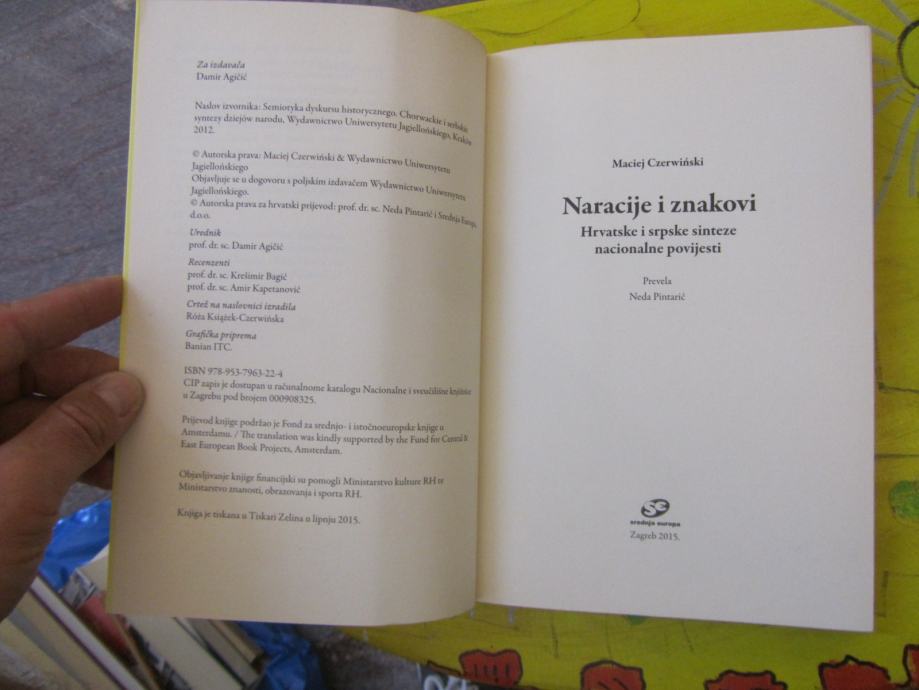 Za izdavača
Damir Agičić
Naslov izvornika: Semiotyka dyskursu historycznego. Chorwackie i serbskie
syntezy dziejów narodu, Wydawnictwo Uniwersytetu Jagiellońskiego, Kraków
2012.
© Autorska prava: Maciej Czerwiński & Wydawnictwo Uniwersytetu
Jagiellońskiego
Objavljuje se u dogovoru s poljskim izdavačem Wydawnictwo Uniwersytetu
Jagiellońskiego.
© Autorska prava za hrvatski prijevod: prof. dr. sc. Neda Pintarić i Srednja Europa,
d.o.o.
Urednik
prof. dr. sc. Damir Agičić
Recenzenti
prof. dr. sc. Krešimir Bagić
prof. dr. sc. Amir Kapetanović
Crtež na naslovnici izradila
Róża Książek-Czerwińska
Grafička priprema
Banian ITC.
ISBN 978-953-7963-22-4
CIP zapis je dostupan u računalnome katalogu Nacionalne i sveučilišne knjižnice
u Zagrebu pod brojem 000908325.
Prijevod knjige podržao je Fond za srednjo- i istočnoeuropske knjige u
Amsterdamu. / The translation was kindly supported by the Fund for Central &
East European Book Projects, Amsterdam.
Objavljivanje knjige financijski su pomogli Ministarstvo kulture RH te
Ministarstvo znanosti, obrazovanja i sporta RH.
Knjiga je tiskana u Tiskari Zelina u lipnju 2015.
Maciej Czerwiński
Naracije i znakovi
Hrvatske i srpske sinteze
nacionalne povijesti
Prevela
Neda Pintarić
srednja europa
Zagreb 2015.